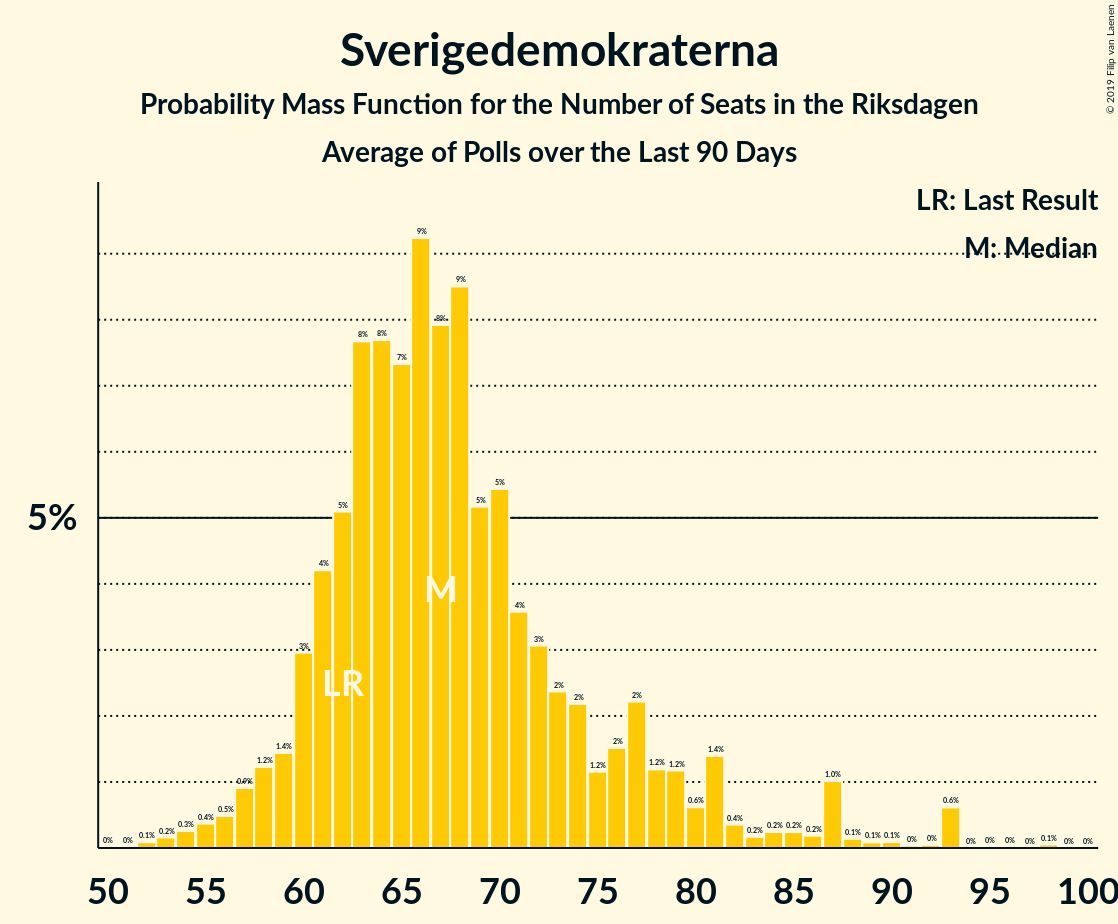 Sverigedemokraterna
Probability Mass Function for the Number of Seats in the Riksdagen
Average of Polls over the Last 90 Days
© 2019 Filip van Laenen
LR: Last Result
M: Median
5%
0% 0% 0.1% 0.2% 0.3% 0.4% 0.5% 0.9% 1.2% 1.4% 3% 4% 5% 8% 8% 7% 9% 8% 9% 5% 5% 4% 3% 2% 2% 1.2% 2% 2% 1.2% 1.2% 0.6% 1.4% 0.4% 0.2% 0.2% 0.2% 0.2% 1.0% 0.1% 0.1% 0.1% 0% 0% 0.6% 0% 0% 0% 0% 0.1% 0% 0%
M
LR
50 55 60 65 70 75 80 85 90 95 100